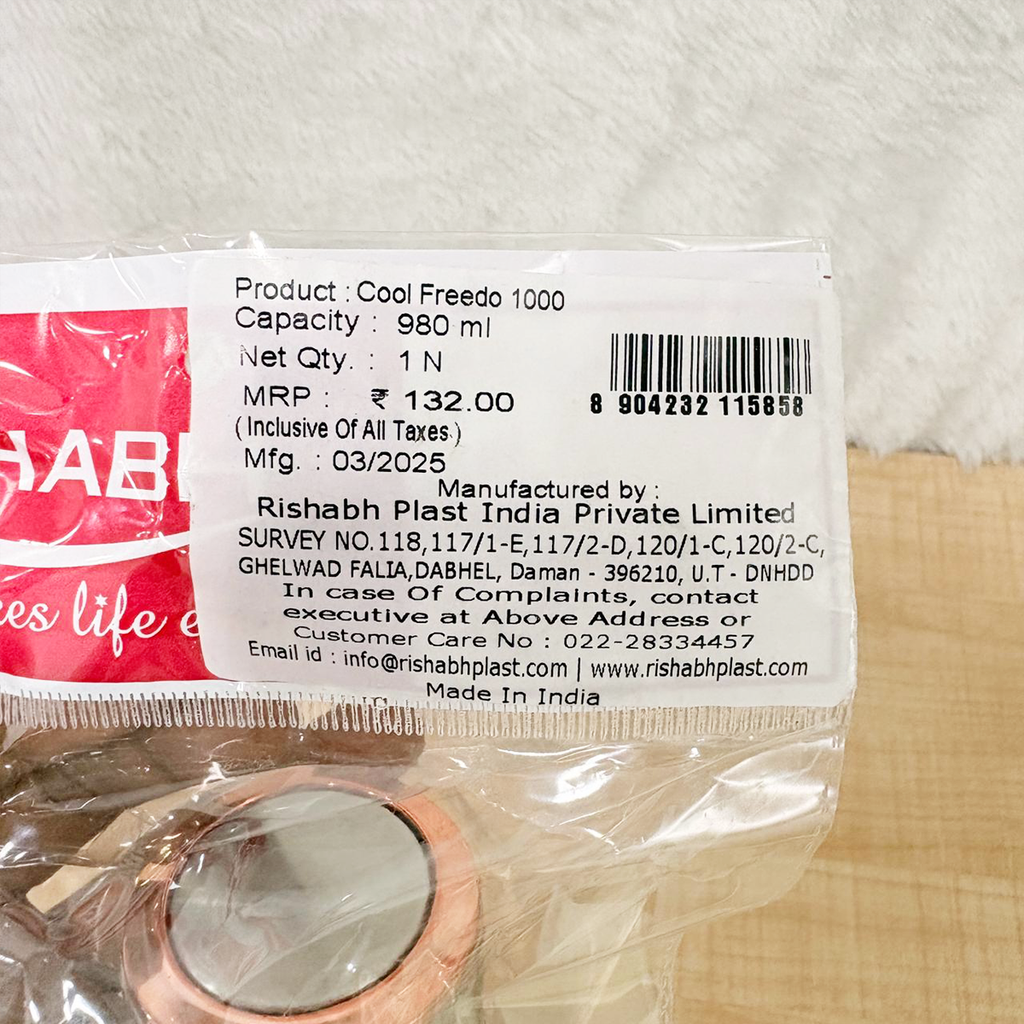 Product : Cool Freedo 1000
Capacity : 980 ml
Net Qty. : 1 N
MRP : ₹ 132.00
(Inclusive Of All Taxes.)
Mfg. : 03/2025
8 904232 115858
Manufactured by :
Rishabh Plast India Private Limited
SURVEY NO.118,117/1-E,117/2-D,120/1-C,120/2-C,
GHELWAD FALIA,DABHEL, Daman - 396210, U.T - DNHDD
In case Of Complaints, contact
executive at Above Address or
Customer Care No : 022-28334457
Email id : info@rishabhplast.com | www.rishabhplast.com
Made In India
HAB
life